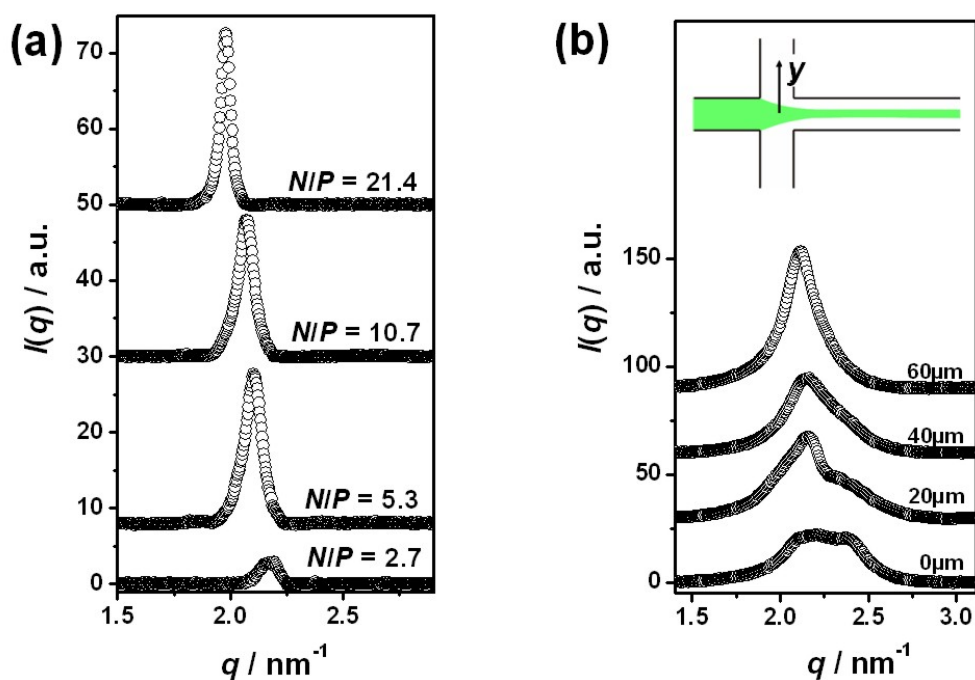 (a)
70
60
50
40
30
20
10
0
I(q) / a.u.
N/P = 21.4
N/P = 10.7
N/P = 5.3
N/P = 2.7
1.5 2.0 2.5
q / nm⁻¹
(b)
y
150
100
50
0
I(q) / a.u.
60µm
40µm
20µm
0µm
1.5 2.0 2.5 3.0
q / nm⁻¹